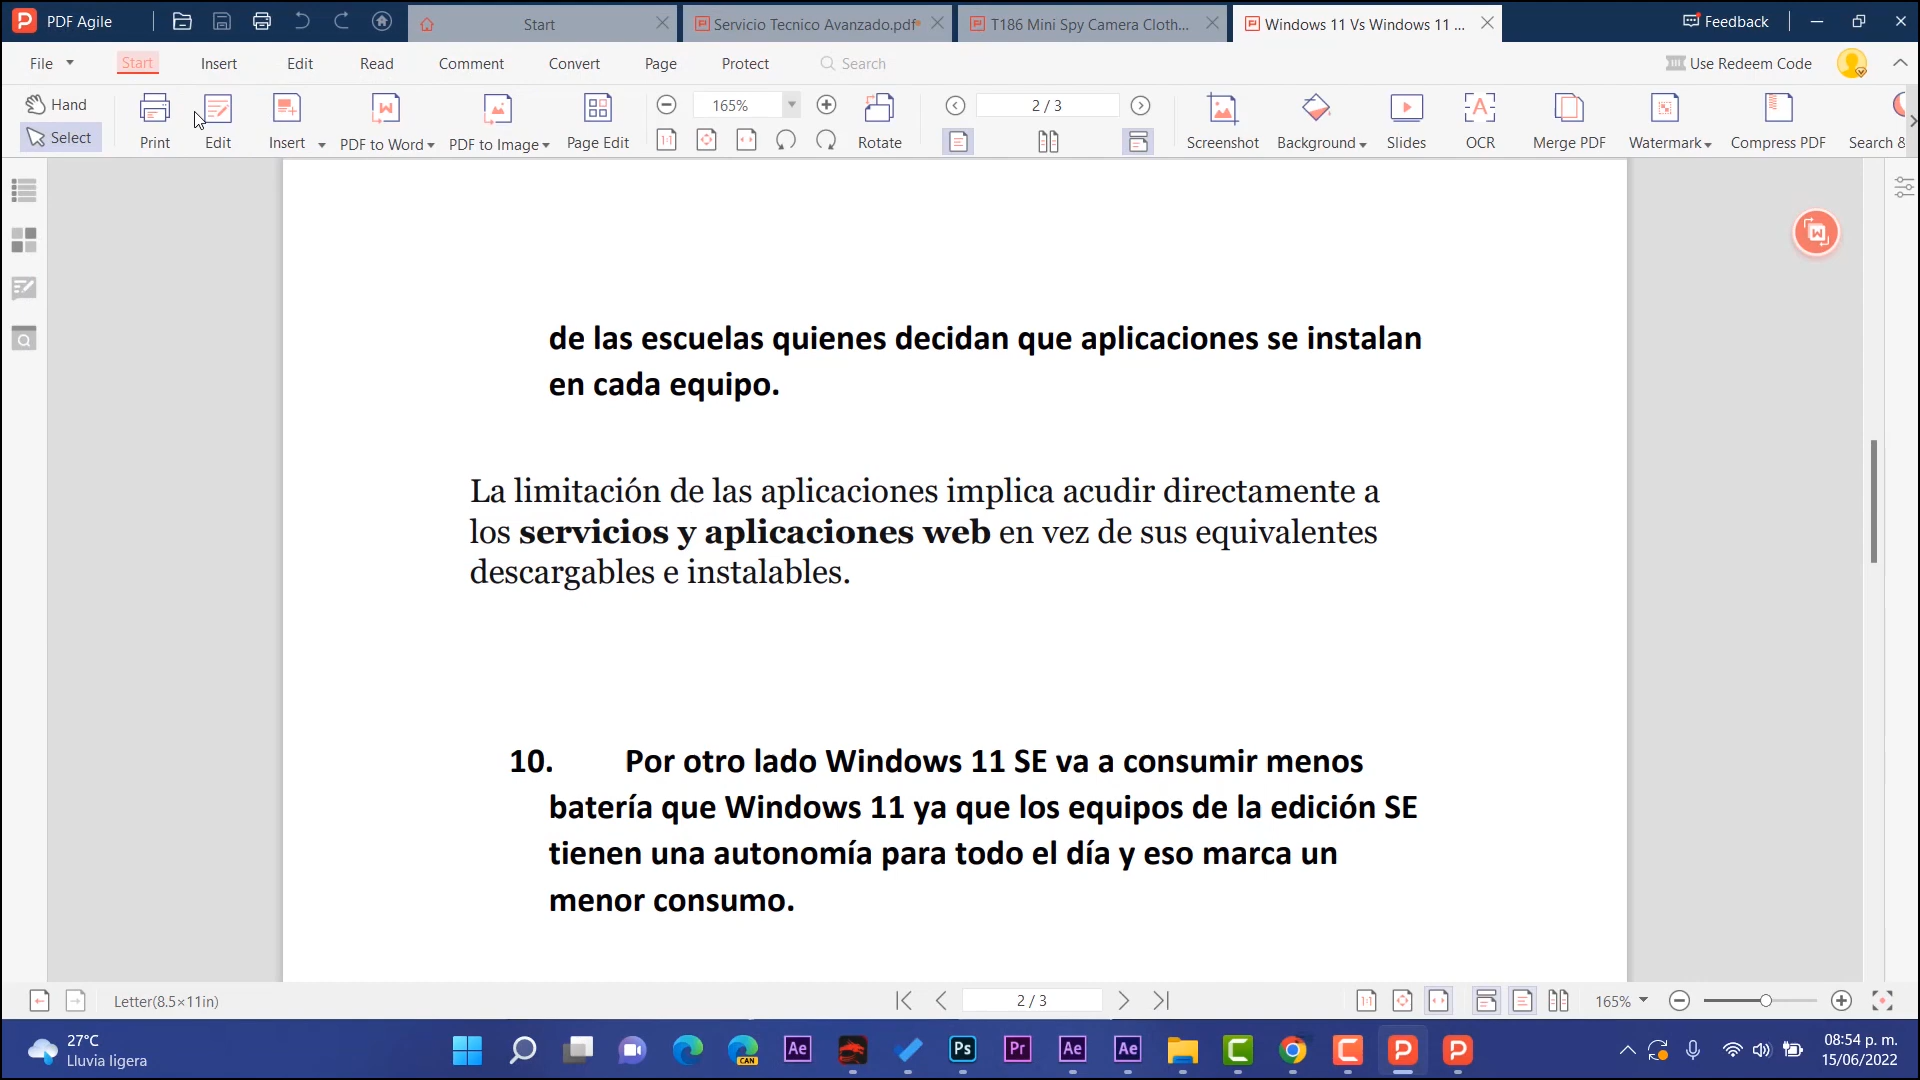 PDF Agile
Start
Servicio Tecnico Avanzado.pdf*
T186 Mini Spy Camera Cloth...
Windows 11 Vs Windows 11 ...
Feedback
File Start Insert Edit Read Comment Convert Page Protect Search
Use Redeem Code
Hand
Select
Print
Edit
Insert
PDF to Word
PDF to Image
Page Edit
165%
Rotate
2 / 3
Screenshot
Background
Slides
OCR
Merge PDF
Watermark
Compress PDF
Search &
de las escuelas quienes decidan que aplicaciones se instalan
en cada equipo.
La limitación de las aplicaciones implica acudir directamente a
los servicios y aplicaciones web en vez de sus equivalentes
descargables e instalables.
10. Por otro lado Windows 11 SE va a consumir menos
batería que Windows 11 ya que los equipos de la edición SE
tienen una autonomía para todo el día y eso marca un
menor consumo.
Letter(8.5×11in)
2 / 3
165%
27°C
Lluvia ligera
CAN
Ae
Ps
Pr
Ae
Ae
08:54 p. m.
15/06/2022